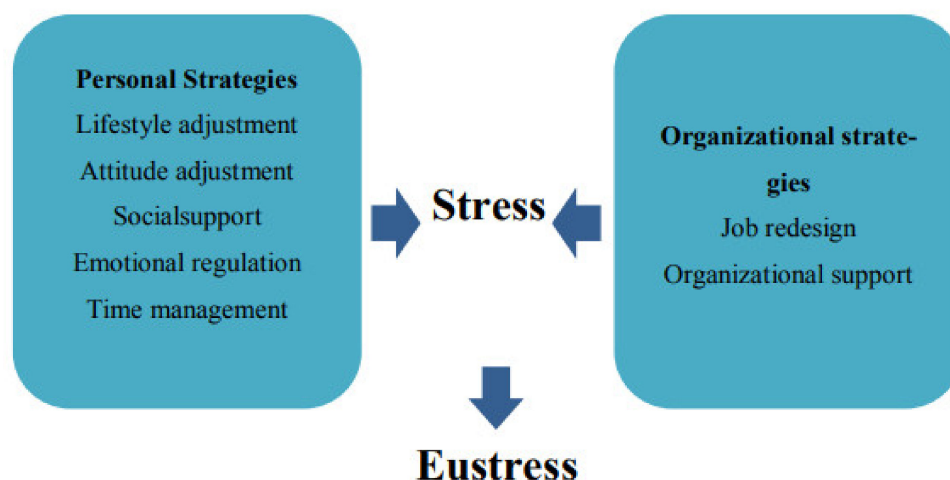 Personal Strategies
Lifestyle adjustment
Attitude adjustment
Socialsupport
Emotional regulation
Time management
Stress
Organizational strate-
gies
Job redesign
Organizational support
Eustress